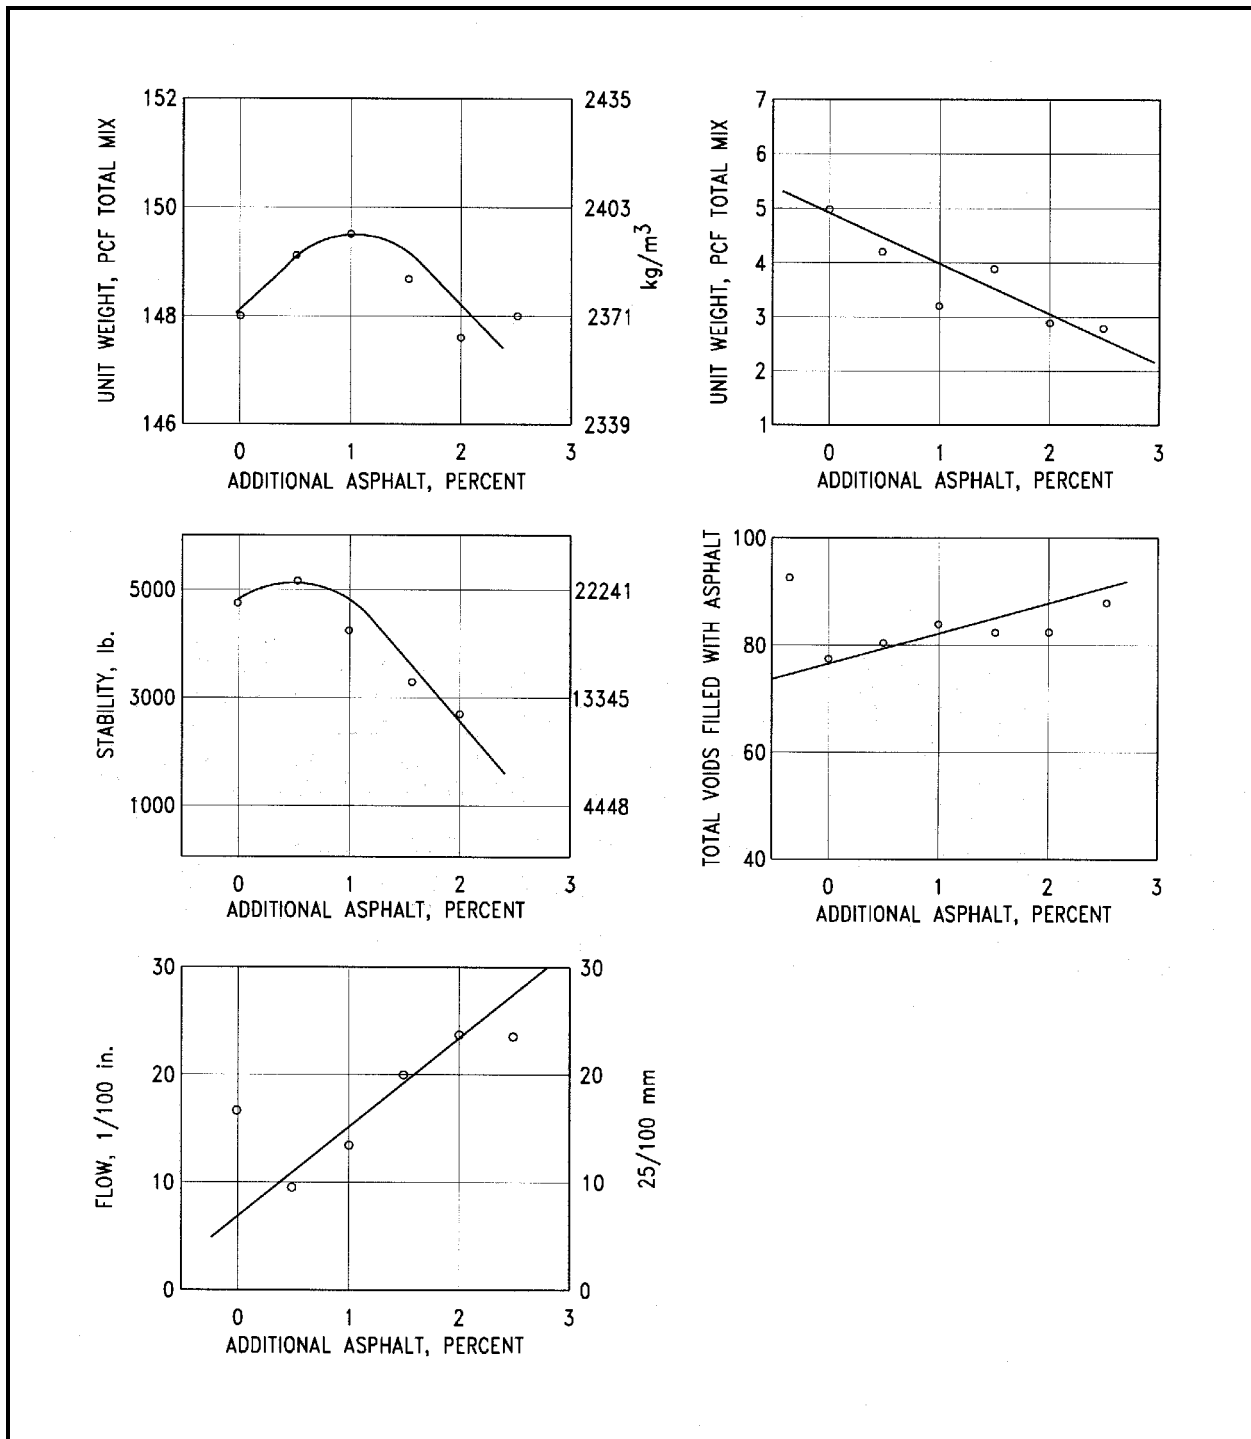 UNIT WEIGHT, PCF TOTAL MIX
152
150
148
146
2435
2403
2371
2339
kg/m³
0 1 2 3
ADDITIONAL ASPHALT, PERCENT
UNIT WEIGHT, PCF TOTAL MIX
7
6
5
4
3
2
1
0 1 2 3
ADDITIONAL ASPHALT, PERCENT
STABILITY, lb.
5000
3000
1000
22241
13345
4448
0 1 2 3
ADDITIONAL ASPHALT, PERCENT
TOTAL VOIDS FILLED WITH ASPHALT
100
80
60
40
0 1 2 3
ADDITIONAL ASPHALT, PERCENT
FLOW, 1/100 in.
30
20
10
0
30
20
10
0
25/100 mm
0 1 2 3
ADDITIONAL ASPHALT, PERCENT